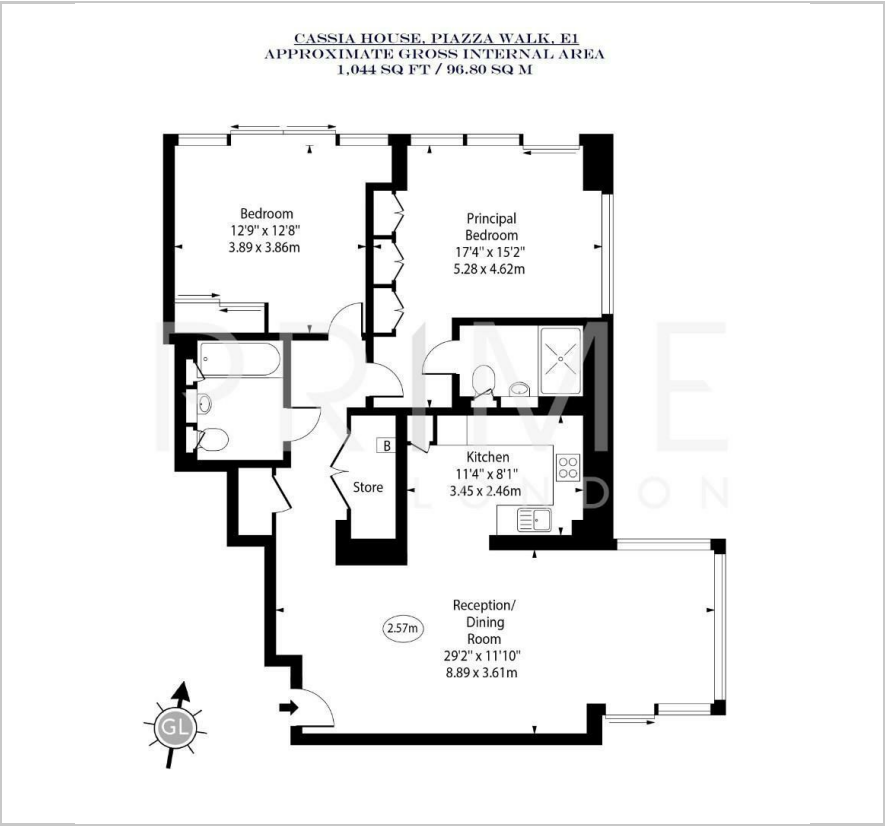 CASSIA HOUSE, PIAZZA WALK, E1
APPROXIMATE GROSS INTERNAL AREA
1,044 SQ FT / 96.80 SQ M
Bedroom
12'9" x 12'8"
3.89 x 3.86m
Principal
Bedroom
17'4" x 15'2"
5.28 x 4.62m
PRIME
LONDON
B
Store
Kitchen
11'4" x 8'1"
3.45 x 2.46m
2.57m
Reception/
Dining
Room
29'2" x 11'10"
8.89 x 3.61m
GL